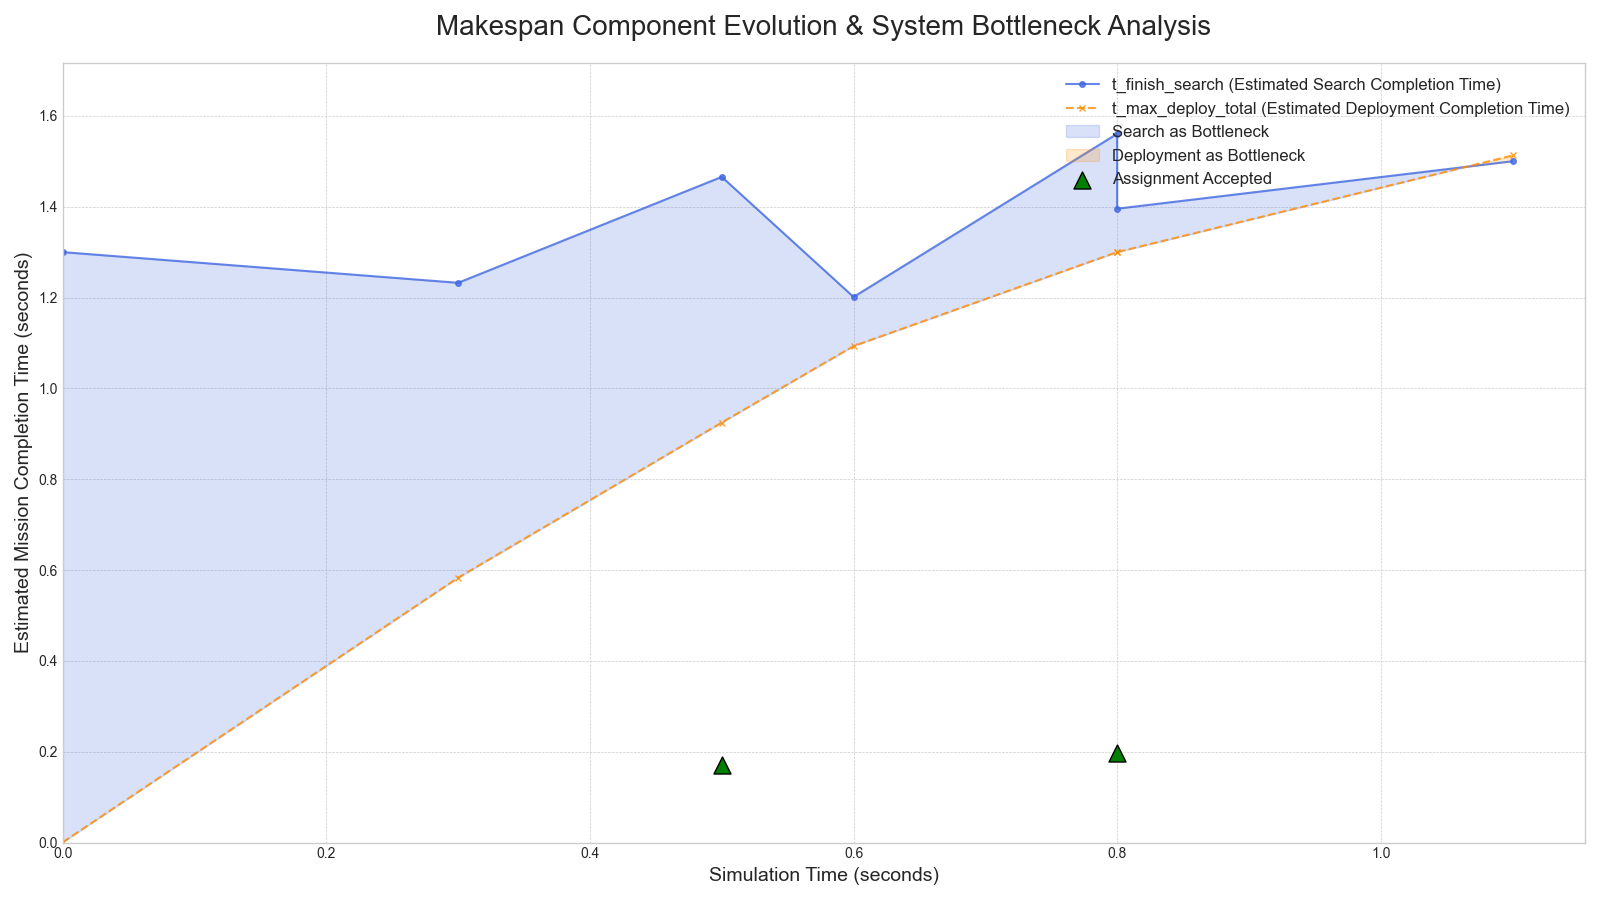 Makespan Component Evolution & System Bottleneck Analysis
t_finish_search (Estimated Search Completion Time)
t_max_deploy_total (Estimated Deployment Completion Time)
Search as Bottleneck
Deployment as Bottleneck
Assignment Accepted
Estimated Mission Completion Time (seconds)
1.6
1.4
1.2
1.0
0.8
0.6
0.4
0.2
0.0
0.0 0.2 0.4 0.6 0.8 1.0
Simulation Time (seconds)